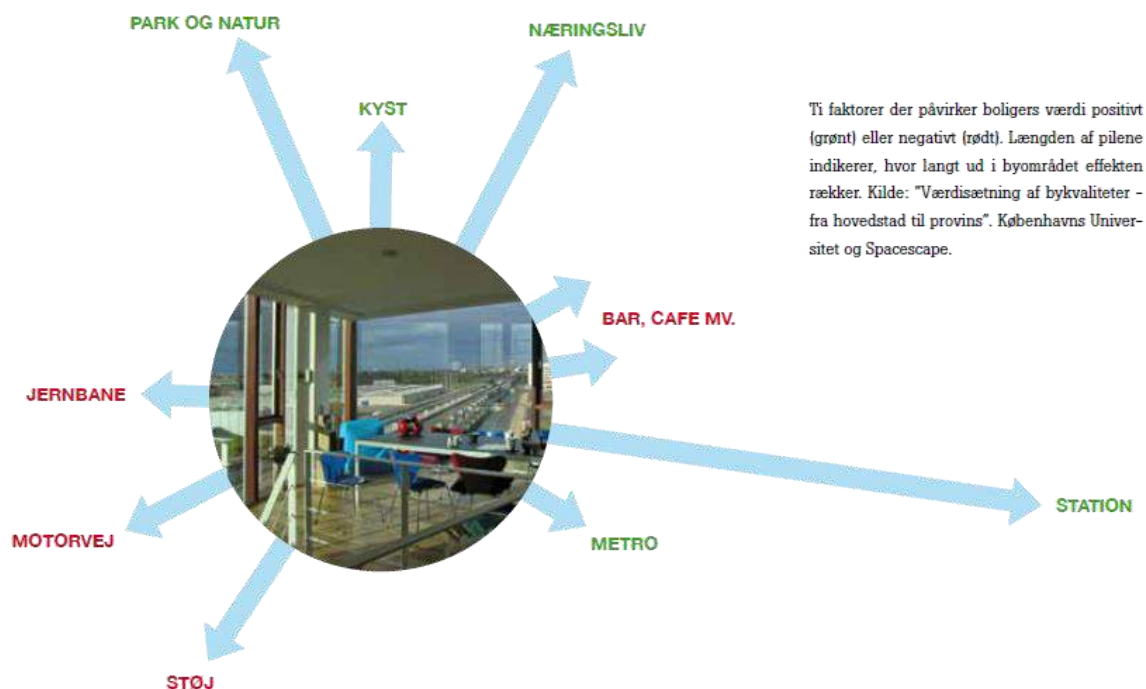 PARK OG NATUR
NÆRINGSLIV
KYST
Ti faktorer der påvirker boligers værdi positivt
(grønt) eller negativt (rødt). Længden af pilene
indikerer, hvor langt ud i byområdet effekten
rækker. Kilde: "Værdisætning af bykvaliteter -
fra hovedstad til provins". Københavns Univer-
sitet og Spacescape.
BAR, CAFE MV.
JERNBANE
STATION
MOTORVEJ
METRO
STØJ